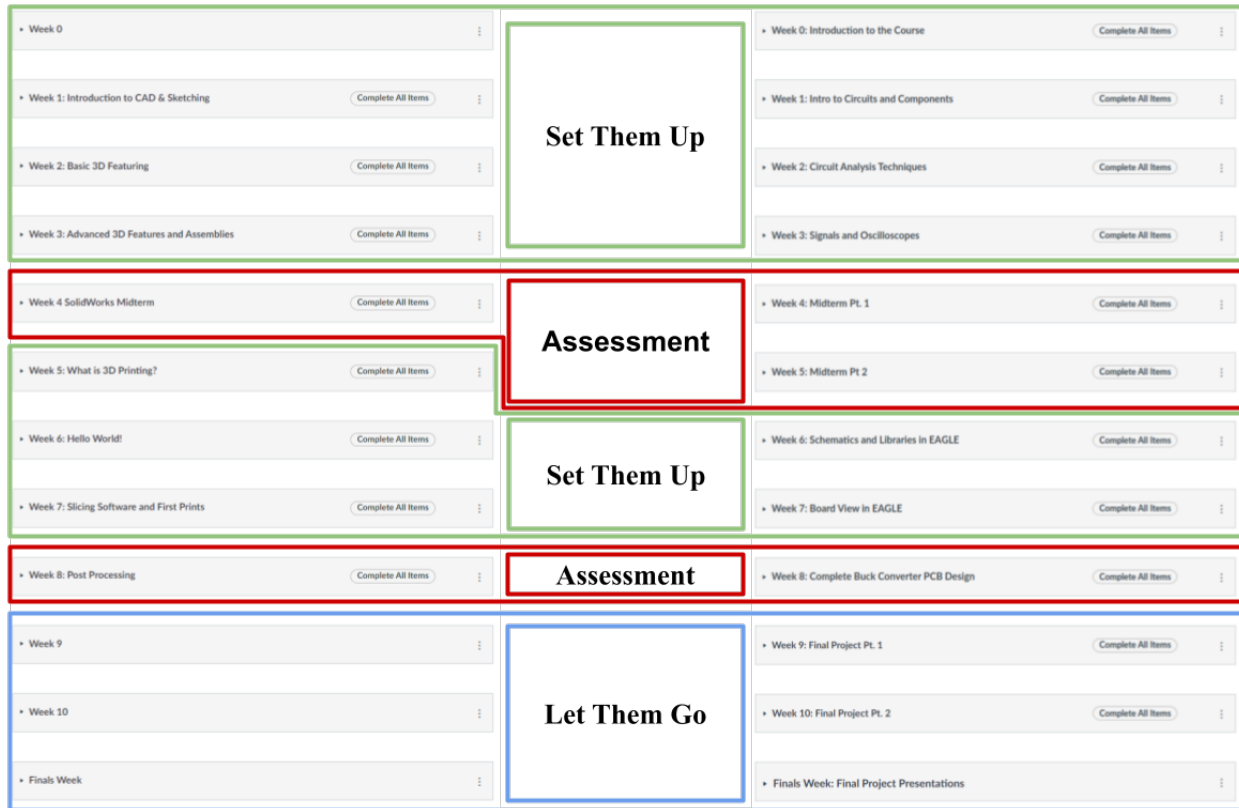 Week 0
Week 0: Introduction to the Course
Complete All Items
Week 1: Introduction to CAD & Sketching
Complete All Items
Week 1: Intro to Circuits and Components
Complete All Items
Set Them Up
Week 2: Basic 3D Featuring
Complete All Items
Week 2: Circuit Analysis Techniques
Complete All Items
Week 3: Advanced 3D Features and Assemblies
Complete All Items
Week 3: Signals and Oscilloscopes
Complete All Items
Week 4 SolidWorks Midterm
Complete All Items
Week 4: Midterm Pt. 1
Complete All Items
Assessment
Week 5: What is 3D Printing?
Complete All Items
Week 5: Midterm Pt 2
Complete All Items
Week 6: Hello World!
Complete All Items
Week 6: Schematics and Libraries in EAGLE
Complete All Items
Set Them Up
Week 7: Slicing Software and First Prints
Complete All Items
Week 7: Board View in EAGLE
Complete All Items
Week 8: Post Processing
Complete All Items
Assessment
Week 8: Complete Buck Converter PCB Design
Complete All Items
Week 9
Week 9: Final Project Pt. 1
Complete All Items
Week 10
Let Them Go
Week 10: Final Project Pt. 2
Complete All Items
Finals Week
Finals Week: Final Project Presentations